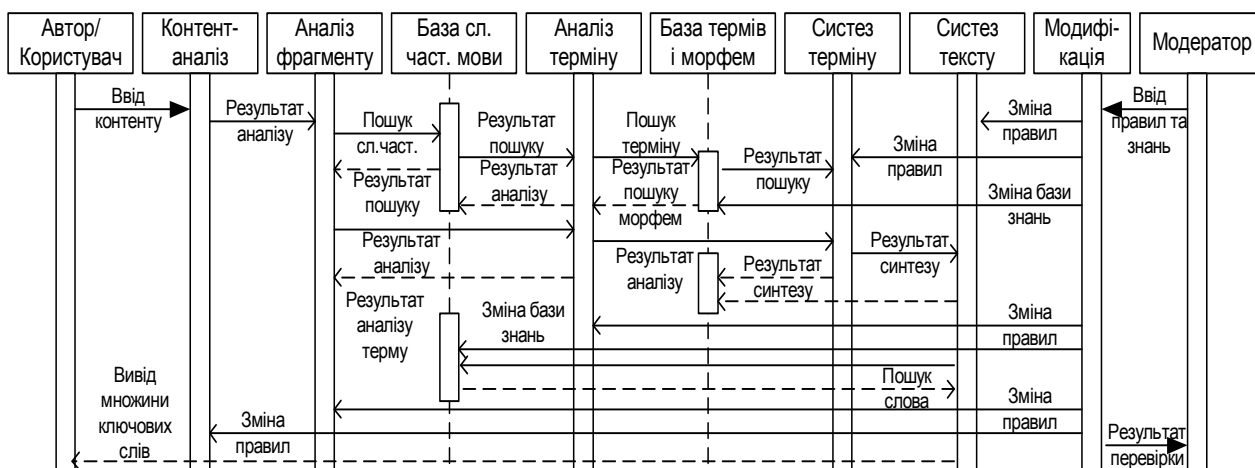 Автор/
Користувач
Контент-
аналіз
Аналіз
фрагменту
База сл.
част. мови
Аналіз
терміну
База термів
і морфем
Систез
терміну
Систез
тексту
Модифі-
кація
Модератор
Ввід
контенту
Результат
аналізу
Пошук
сл.част.
Результат
пошуку
Результат
пошуку
Результат
аналізу
Пошук
терміну
Результат
пошуку
морфем
Результат
пошуку
Зміна
правил
Зміна
правил
Ввід
правил та
знань
Зміна бази
знань
Результат
аналізу
Результат
аналізу
Результат
синтезу
Результат
синтезу
Результат
аналізу
терму
Зміна бази
знань
Зміна
правил
Пошук
слова
Зміна
правил
Вивід
множини
ключових
слів
Зміна
правил
Результат
перевірки